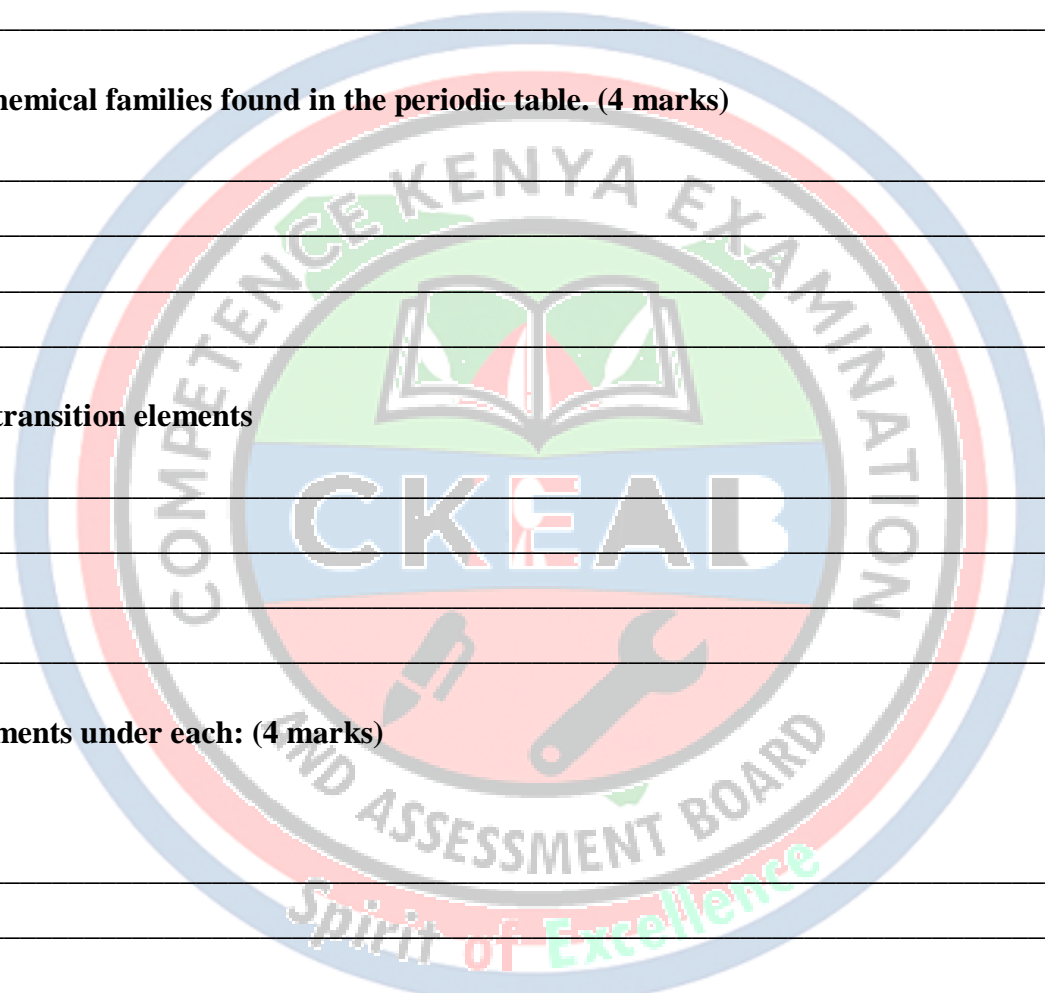 hemical families found in the periodic table. (4 marks)
COMPETENCE KENYA EXAMINATION
transition elements
CKEAB
ments under each: (4 marks)
AND ASSESSMENT BOARD
Spirit of Excellence